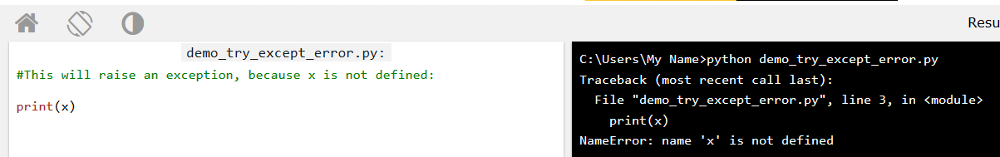 Resu
demo_try_except_error.py:
#This will raise an exception, because x is not defined:
print(x)
C:\Users\My Name>python demo_try_except_error.py
Traceback (most recent call last):
  File "demo_try_except_error.py", line 3, in <module>
    print(x)
NameError: name 'x' is not defined